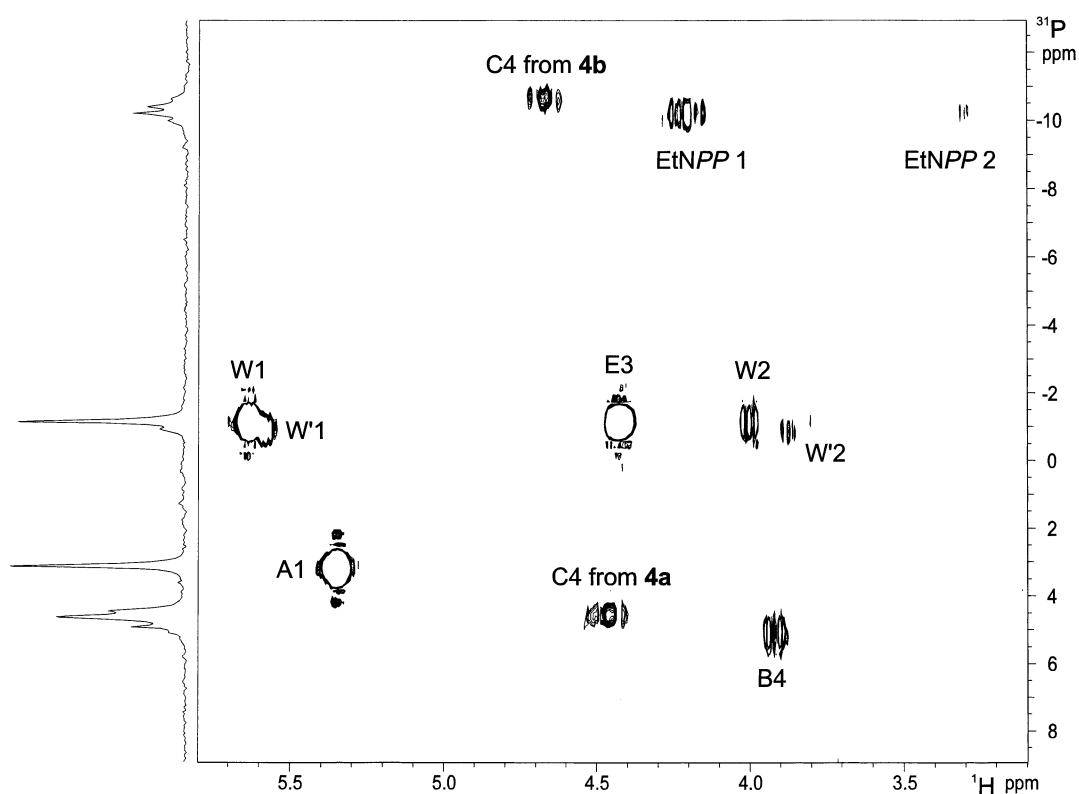 ³¹P
ppm
C4 from 4b
-10
EtNPP 1
EtNPP 2
-8
-6
-4
W1
E3
W2
-2
W'1
W'2
0
2
A1
C4 from 4a
4
B4
6
8
5.5
5.0
4.5
4.0
3.5
¹H ppm